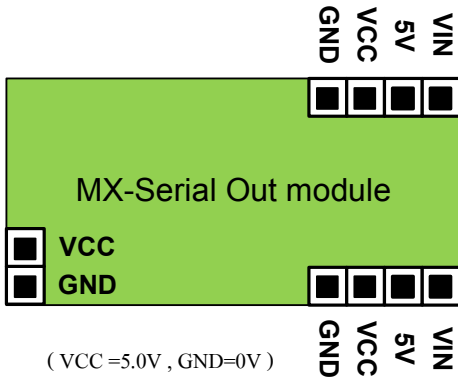 GND VCC 5V VIN
MX-Serial Out module
VCC
GND
GND VCC 5V VIN
( VCC =5.0V , GND=0V )